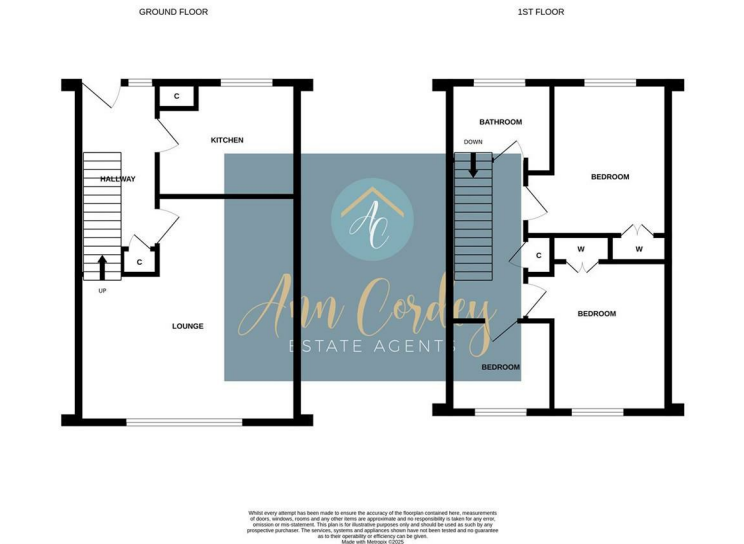 GROUND FLOOR
1ST FLOOR
C
KITCHEN
HALLWAY
C
UP
LOUNGE
BATHROOM
DOWN
BEDROOM
C
W
W
BEDROOM
BEDROOM
AC
Ann Cordey
ESTATE AGENTS
Whilst every attempt has been made to ensure the accuracy of the floorplan contained here, measurements
of doors, windows, rooms and any other items are approximate and no responsibility is taken for any error,
omission or mis-statement. This plan is for illustrative purposes only and should be used as such by any
prospective purchaser. The services, systems and appliances shown have not been tested and no guarantee
as to their operability or efficiency can be given.
Made with Metropix ©2025